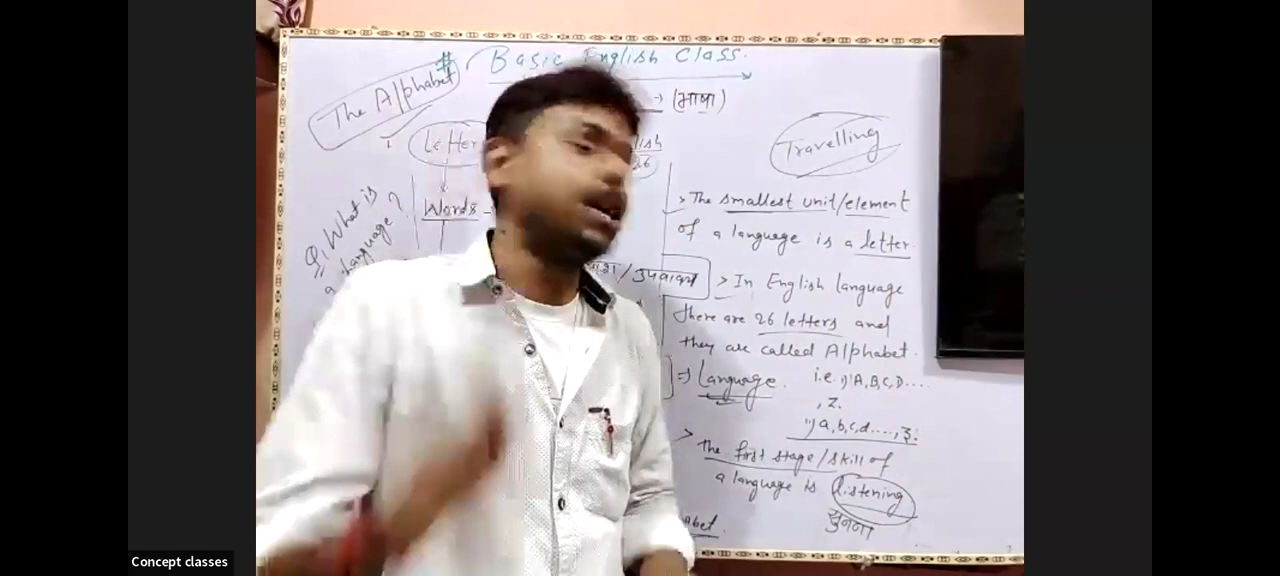 # Basic English Class.
The Alphabet
→ (भाषा)
Travelling
Words
Q, What is
language ?
a
> The smallest unit/element
of a language is a letter.
/उपवाक्य
> In English language
there are 26 letters and
they are called Alphabet.
⇒ Language.
i.e. i) A, B, C, D....
, Z.
ii) a, b, c, d...., z.
> The first stage/skill of
a language is listening
सुनना
Concept classes